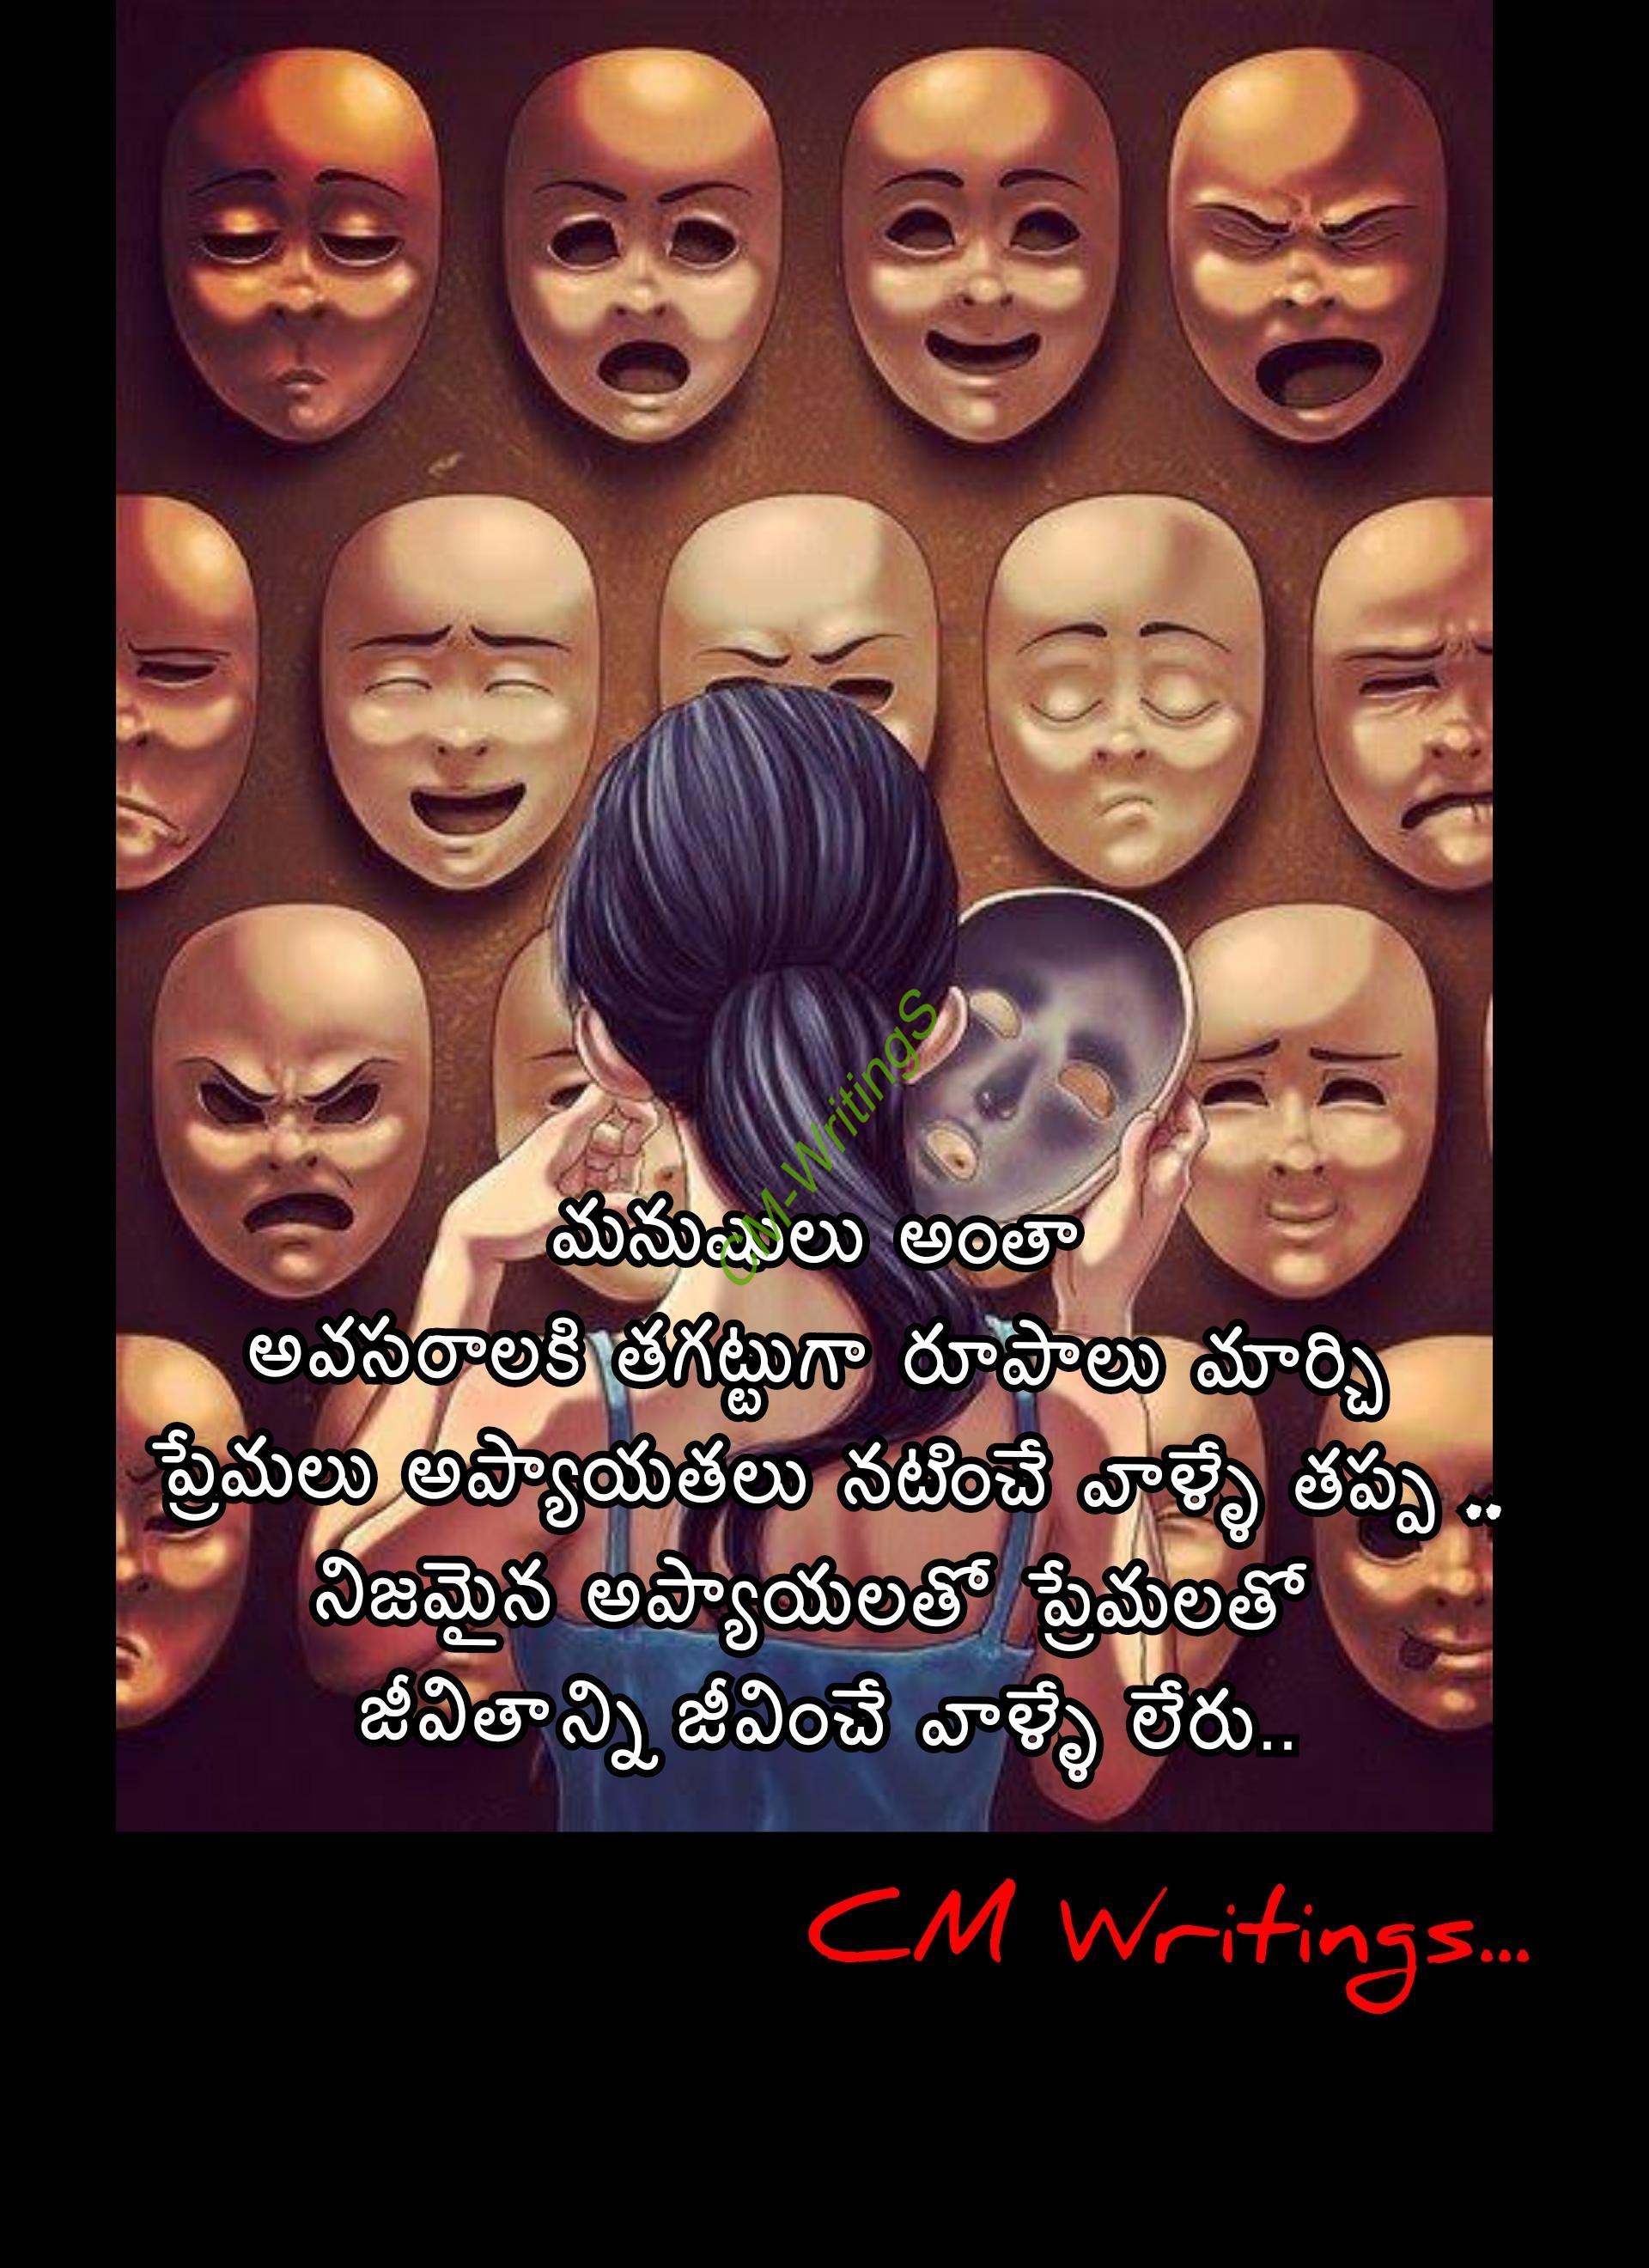 CM-WritingS
మనుషులు అంతా
అవసరాలకి తగట్టుగా రూపాలు మార్చి
ప్రేమలు అప్యాయతలు నటించే వాళ్ళే తప్ప ..
నిజమైన అప్యాయలతో ప్రేమలతో
జీవితాన్ని జీవించే వాళ్ళే లేరు..
CM Writings...